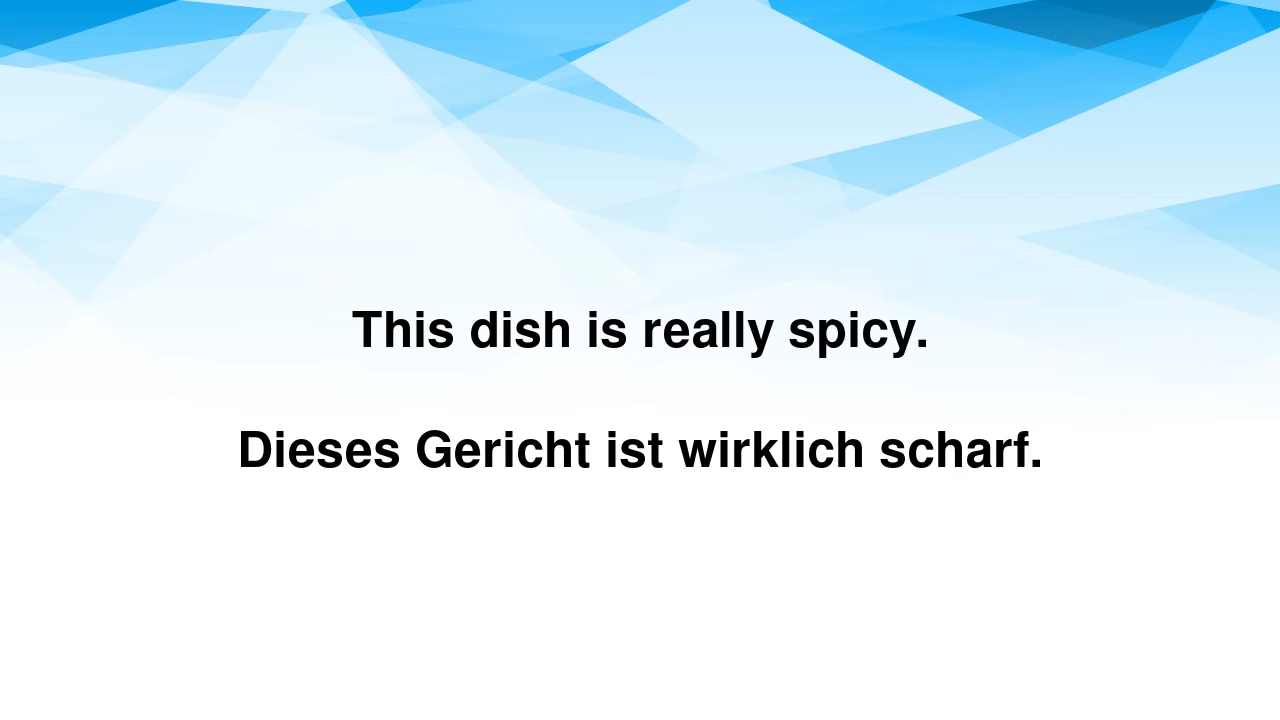 This dish is really spicy.
Dieses Gericht ist wirklich scharf.